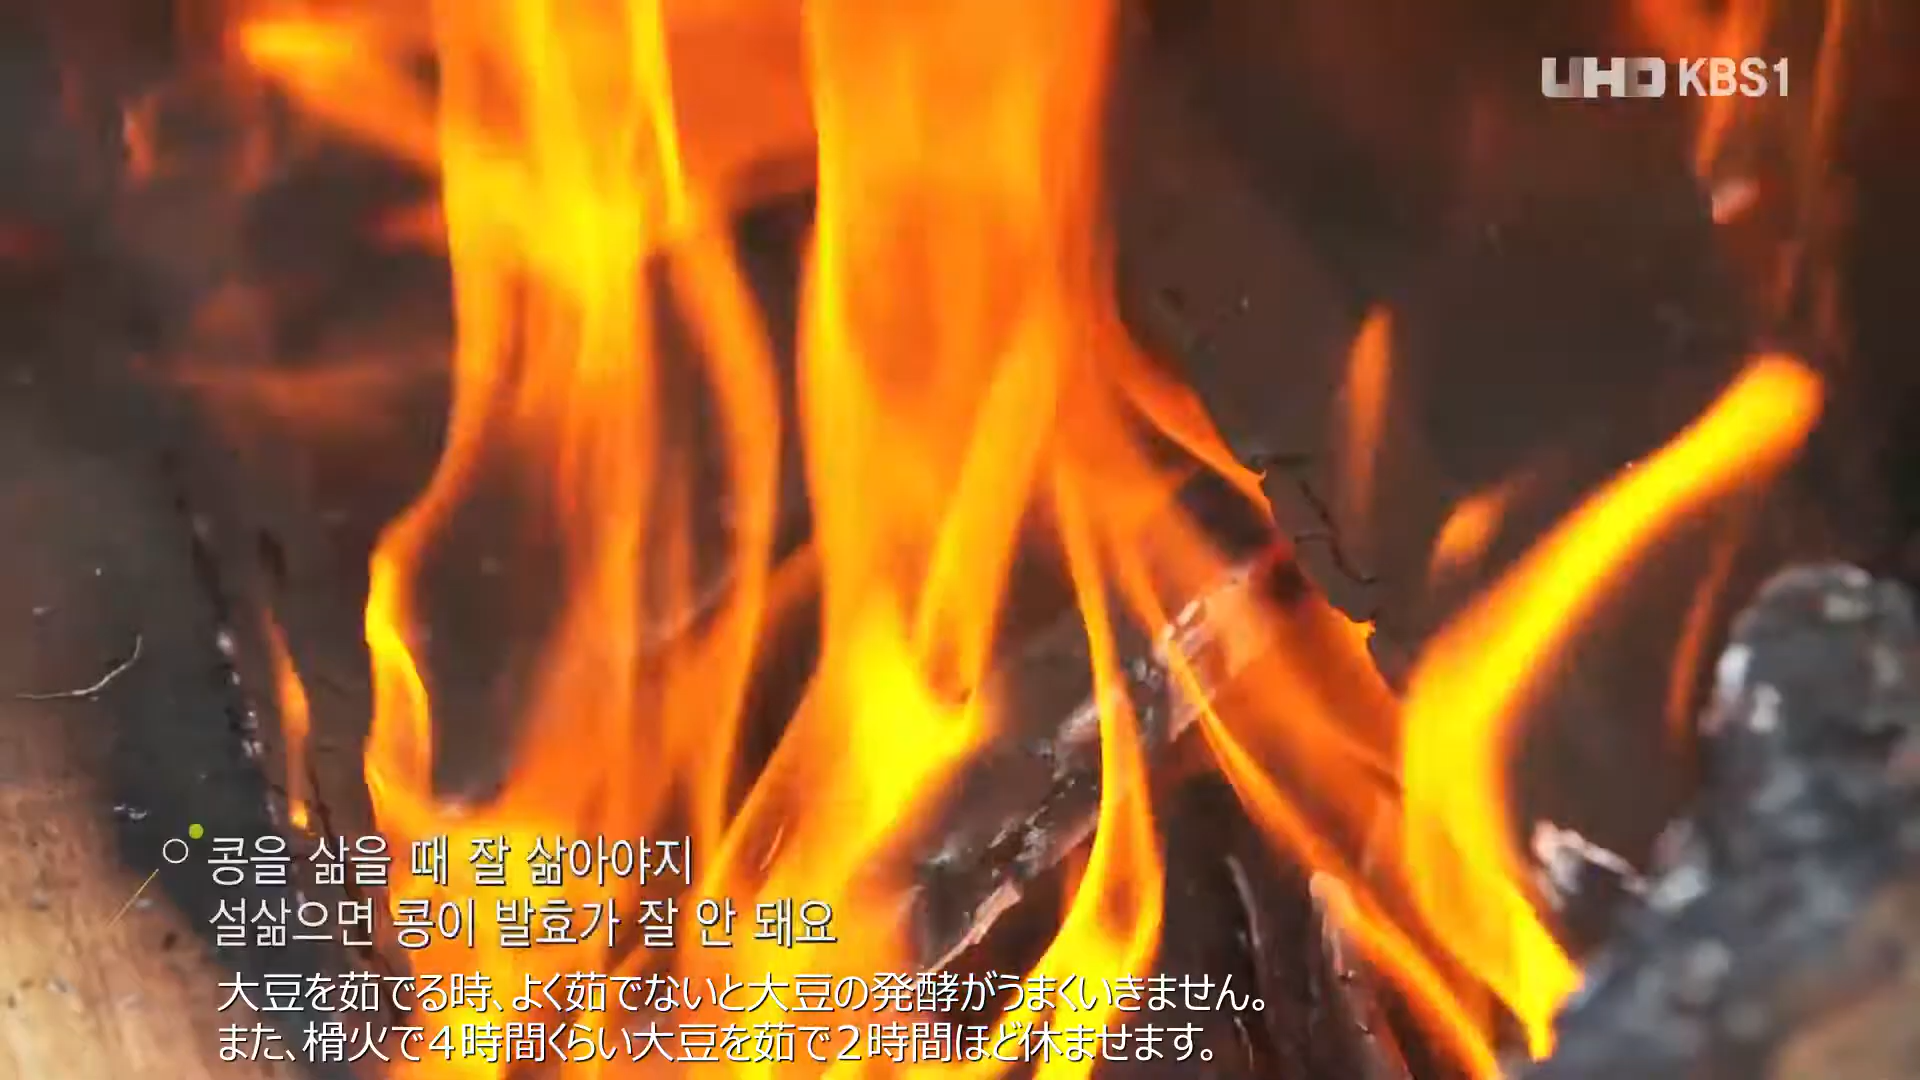 UHD KBS1
콩을 삶을 때 잘 삶아야지
설삶으면 콩이 발효가 잘 안 돼요
大豆を茹でる時、よく茹でないと大豆の発酵がうまくいきません。
また、榾火で４時間くらい大豆を茹で２時間ほど休ませます。